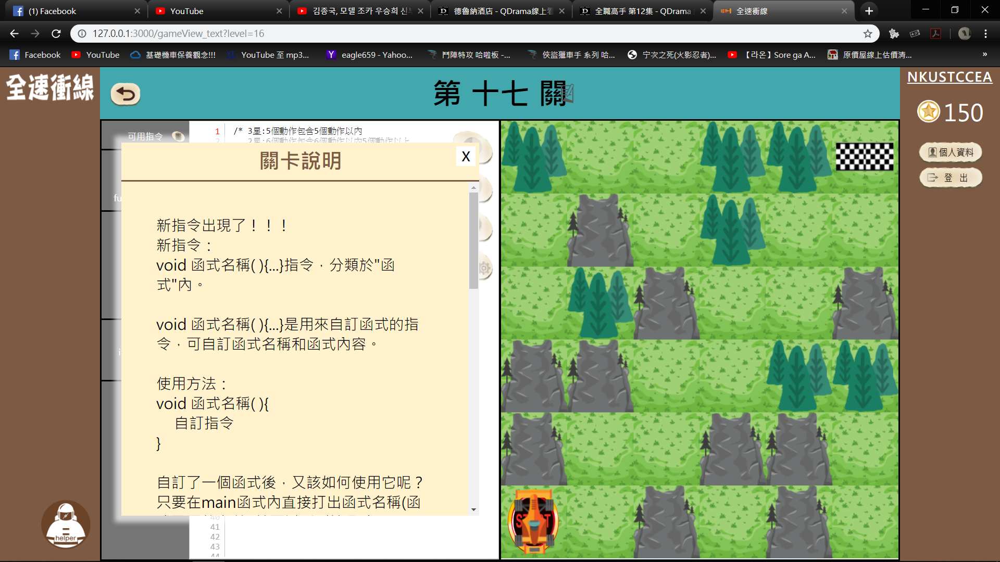 (1) Facebook
YouTube
김종국, 모델 조카 우승희 신
德鲁納酒店 - QDrama線上看
全職高手 第12集 - QDrama
全速衝線
127.0.0.1:3000/gameView_text?level=16
Facebook
YouTube
基礎機車保養觀念!!!
YouTube 至 mp3...
eagle659 - Yahoo...
鬥陣特攻 哈啦板 -...
俠盜獵車手 系列 哈...
宁次之死(火影忍者)...
【라온】Sore ga A...
原價屋線上估價清...
全速衝線
第 十七 關
NKUSTCCEA
150
個人資料
登 出
可用指令
1
/* 3星:5個動作包含5個動作以內
2
2星:6個動作包含6個動作以內5個動作以上
fu
關卡說明
X
新指令出現了！！！
新指令：
void 函式名稱( ){...}指令，分類於"函
式"內。
void 函式名稱( ){...}是用來自訂函式的指
令，可自訂函式名稱和函式內容。
使用方法：
void 函式名稱( ){
自訂指令
}
自訂了一個函式後，又該如何使用它呢？
只要在main函式內直接打出函式名稱(函
40
41
42
43
44
helper